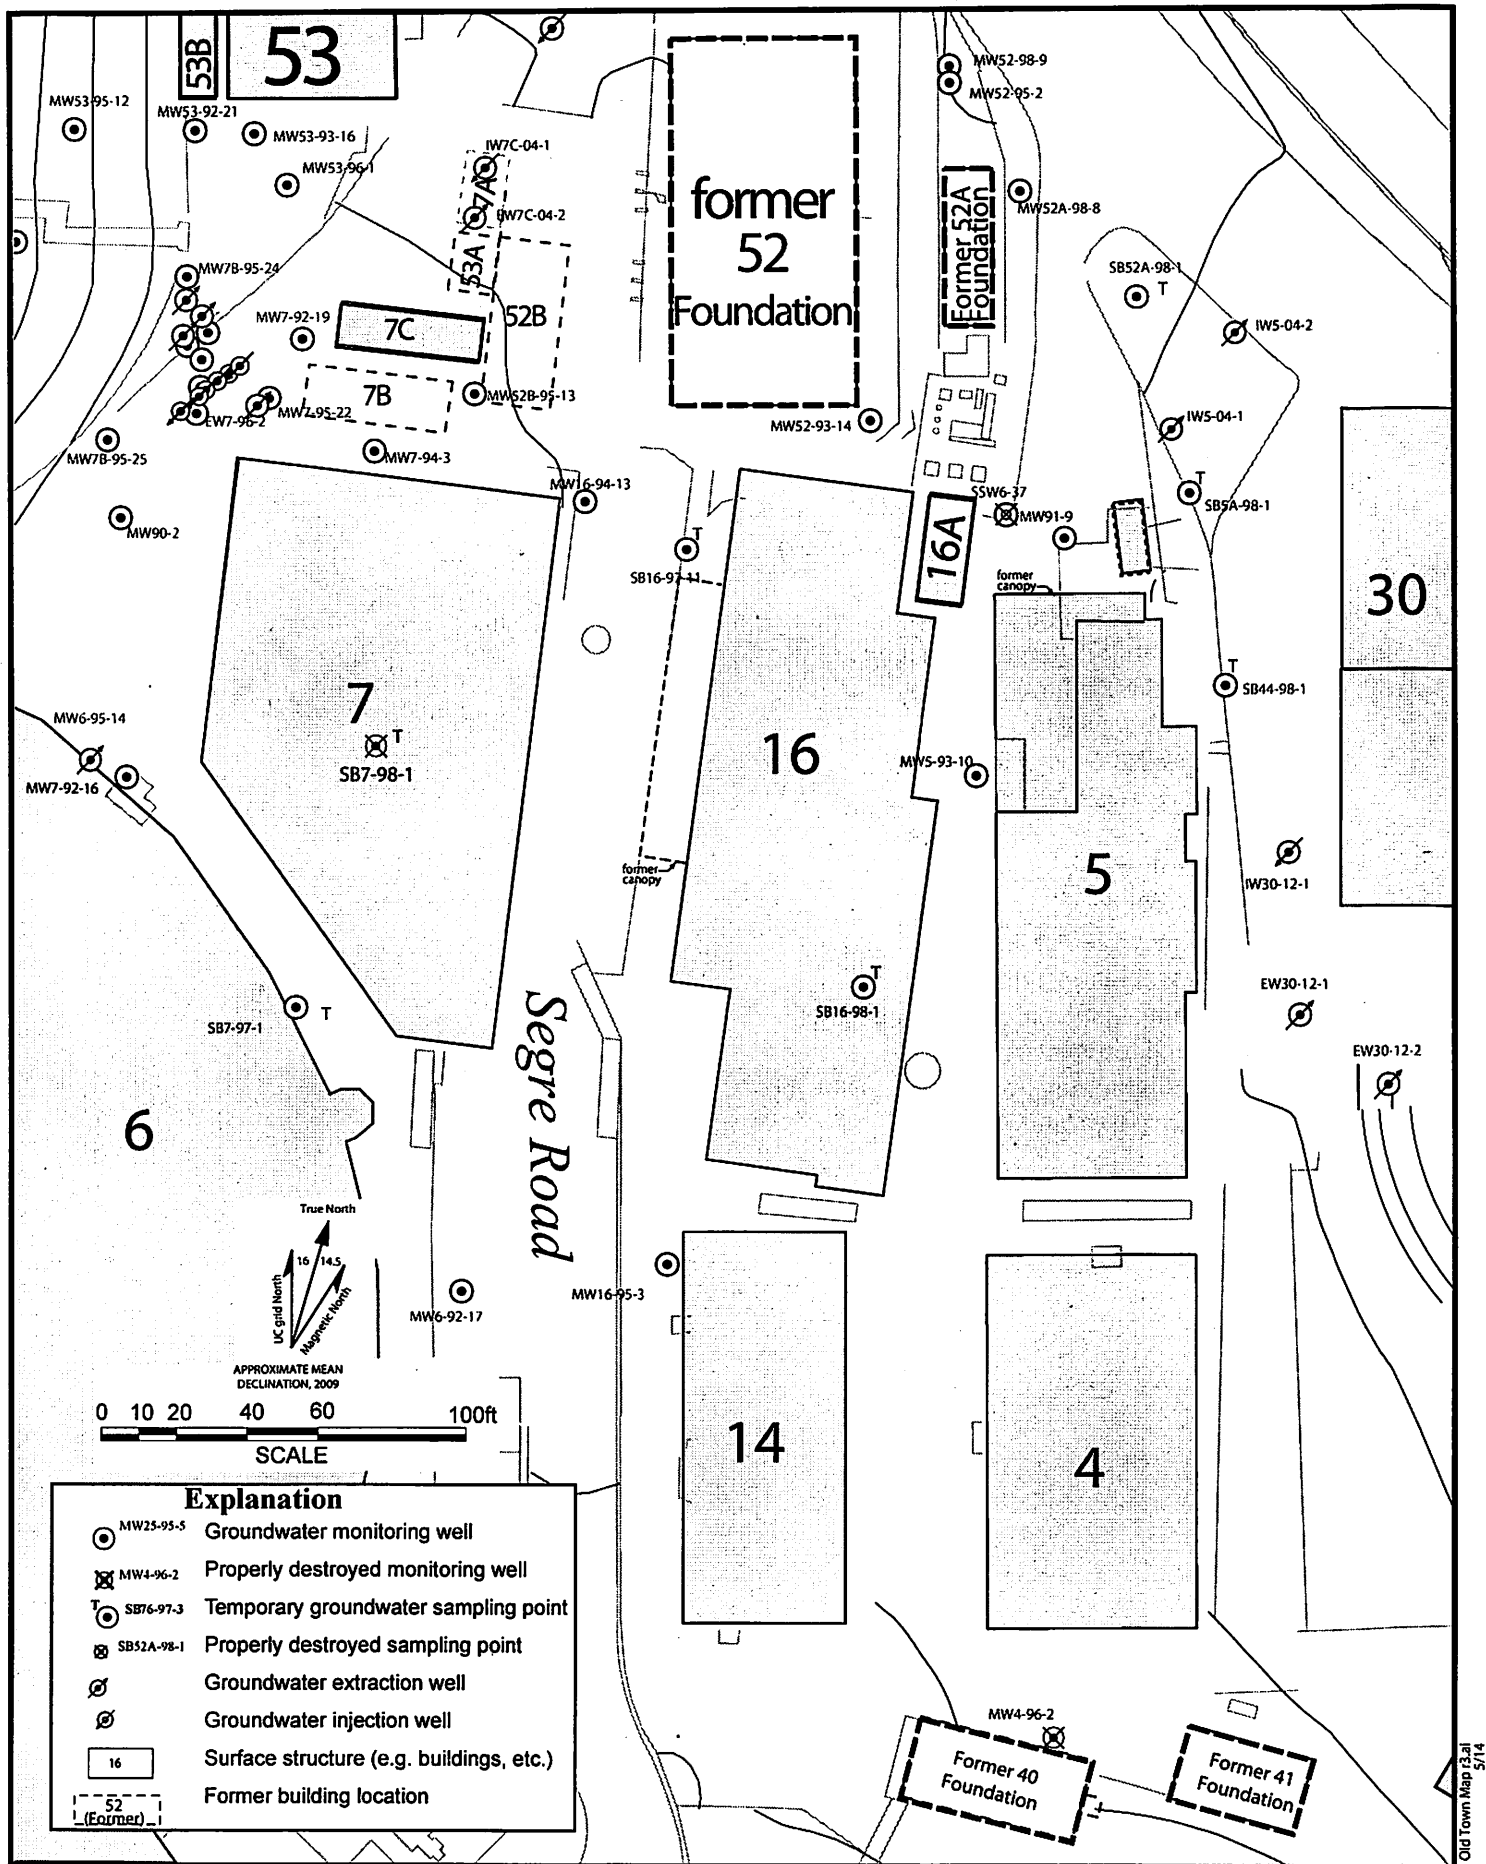 53B
53
MW52-98-9
MW52-95-2
MW53-95-12
MW53-92-21
MW53-93-16
MW53-96-1
IW7C-04-1
7A
EW7C-04-2
former
52
Foundation
Former 52A
Foundation
MW52A-98-8
53A
52B
SB52A-98-1
T
IW5-04-2
MW7B-95-24
MW7-92-19
7C
7B
MW52B-95-13
EW7-96-2
MW7-95-22
MW52-93-14
IW5-04-1
MW7B-95-25
MW7-94-3
MW16-94-13
SSW6-37
MW91-9
T
SB5A-98-1
MW90-2
T
SB16-97-11
16A
former
canopy
30
7
T
SB7-98-1
T
SB44-98-1
MW6-95-14
MW7-92-16
16
MW5-93-10
former
canopy
5
IW30-12-1
T
SB16-98-1
EW30-12-1
SB7-97-1
T
Segre Road
EW30-12-2
6
True North
16
14.5
UC grid North
Magnetic North
APPROXIMATE MEAN
DECLINATION, 2009
MW6-92-17
MW16-95-3
0 10 20 40 60 100ft
SCALE
14
4
Explanation
MW25-95-5 Groundwater monitoring well
MW4-96-2 Properly destroyed monitoring well
T SB76-97-3 Temporary groundwater sampling point
SB52A-98-1 Properly destroyed sampling point
Groundwater extraction well
Groundwater injection well
16 Surface structure (e.g. buildings, etc.)
52
(Former) Former building location
MW4-96-2
Former 40
Foundation
Former 41
Foundation
Old Town Map r3.ai
5/14